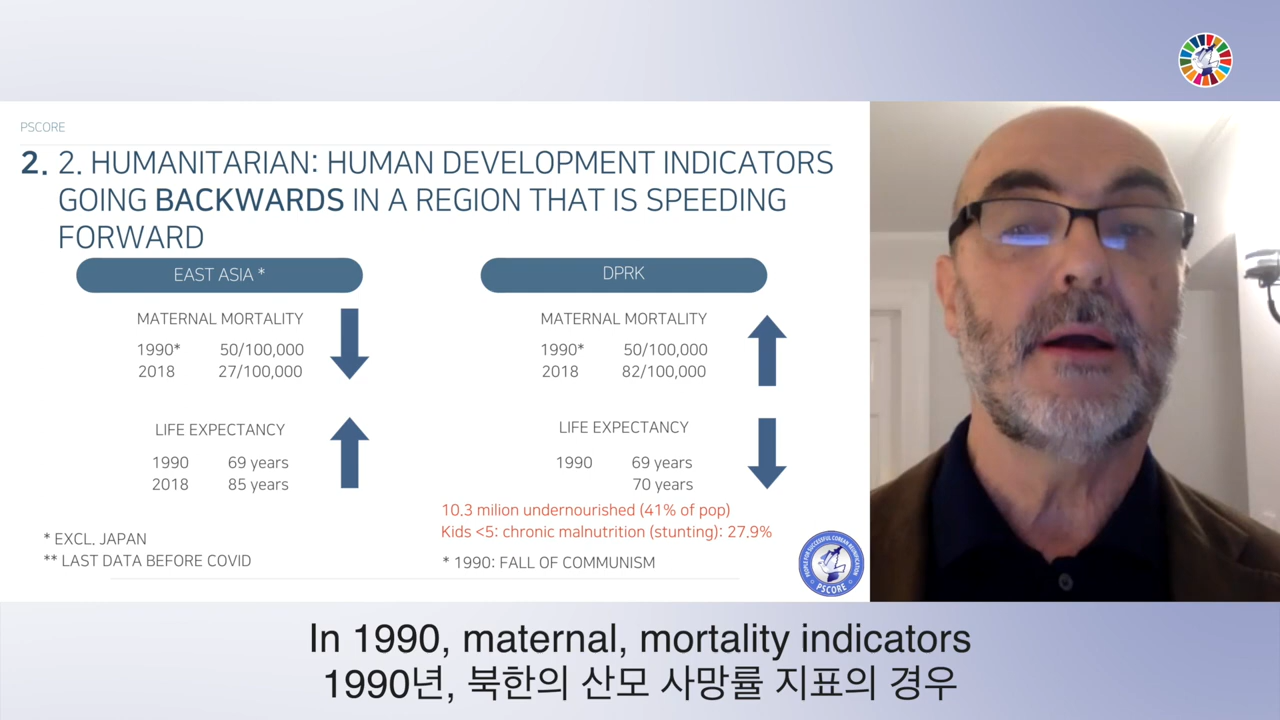 PSCORE
2. 2. HUMANITARIAN: HUMAN DEVELOPMENT INDICATORS
GOING BACKWARDS IN A REGION THAT IS SPEEDING
FORWARD
EAST ASIA *
MATERNAL MORTALITY
1990* 50/100,000
2018 27/100,000
LIFE EXPECTANCY
1990 69 years
2018 85 years
* EXCL. JAPAN
** LAST DATA BEFORE COVID
DPRK
MATERNAL MORTALITY
1990* 50/100,000
2018 82/100,000
LIFE EXPECTANCY
1990 69 years
70 years
10.3 milion undernourished (41% of pop)
Kids <5: chronic malnutrition (stunting): 27.9%
* 1990: FALL OF COMMUNISM
PEOPLE FOR SUCCESSFUL COREAN REUNIFICATION
PSCORE
In 1990, maternal, mortality indicators
1990년, 북한의 산모 사망률 지표의 경우